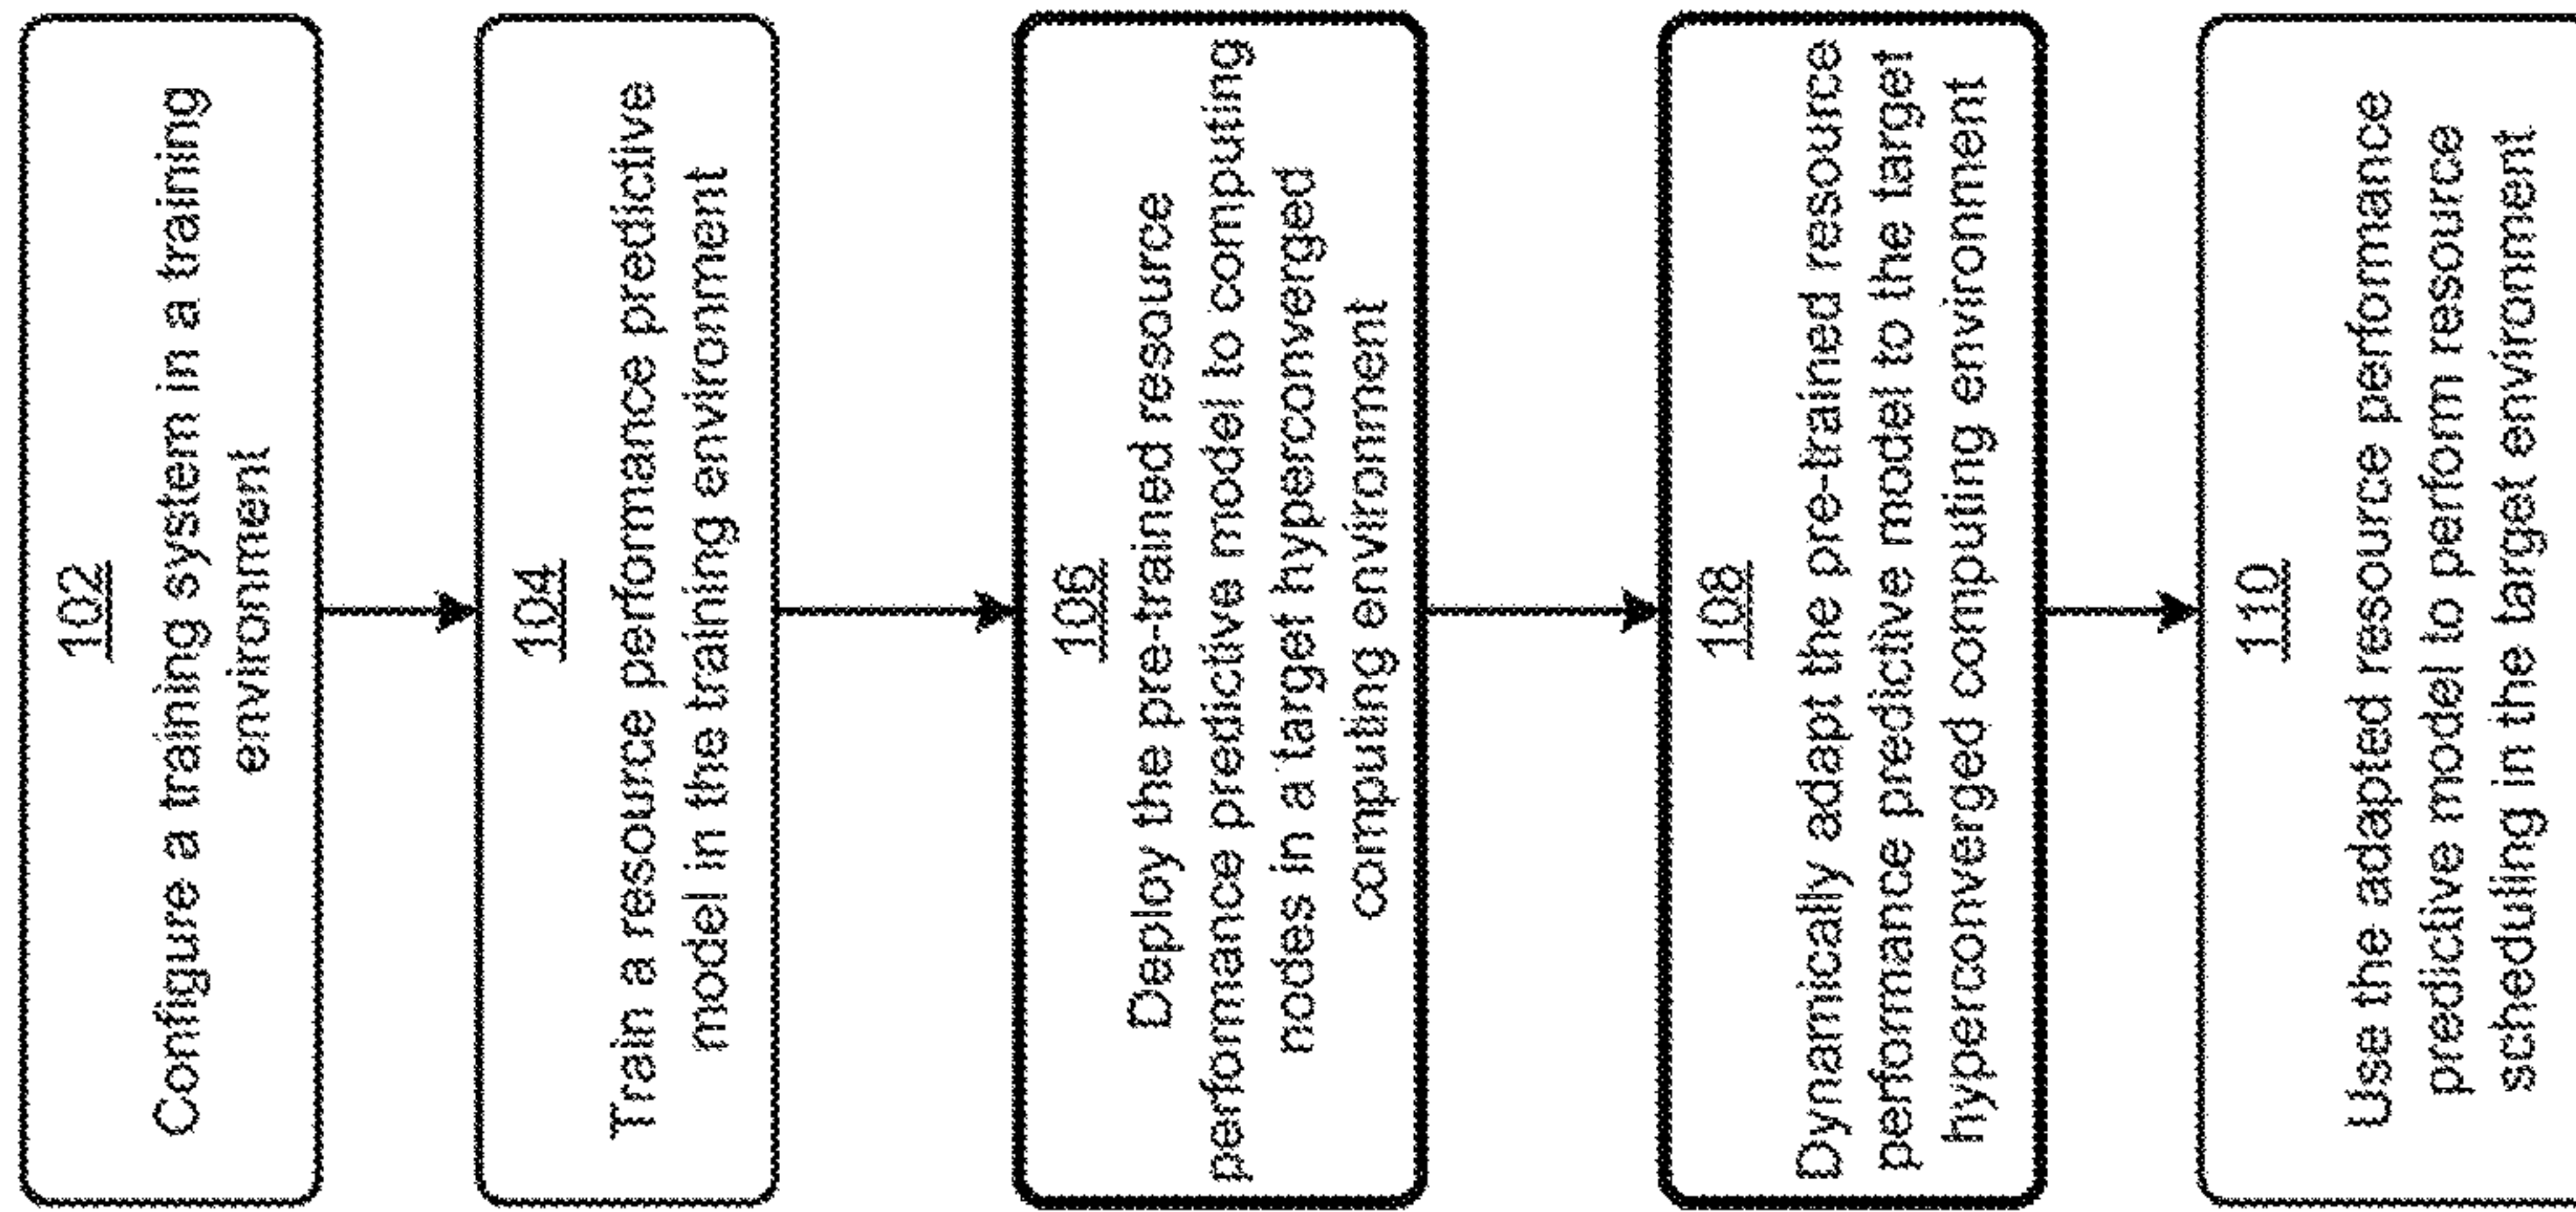 102
Configure a training system in a training
environment
104
Train a resource performance predictive
model in the training environment
106
Deploy the pre-trained resource
performance predictive model to computing
nodes in a target hyperconverged
computing environment
108
Dynamically adapt the pre-trained resource
performance predictive model to the target
hyperconverged computing environment
110
Use the adapted resource performance
predictive model to perform resource
scheduling in the target environment